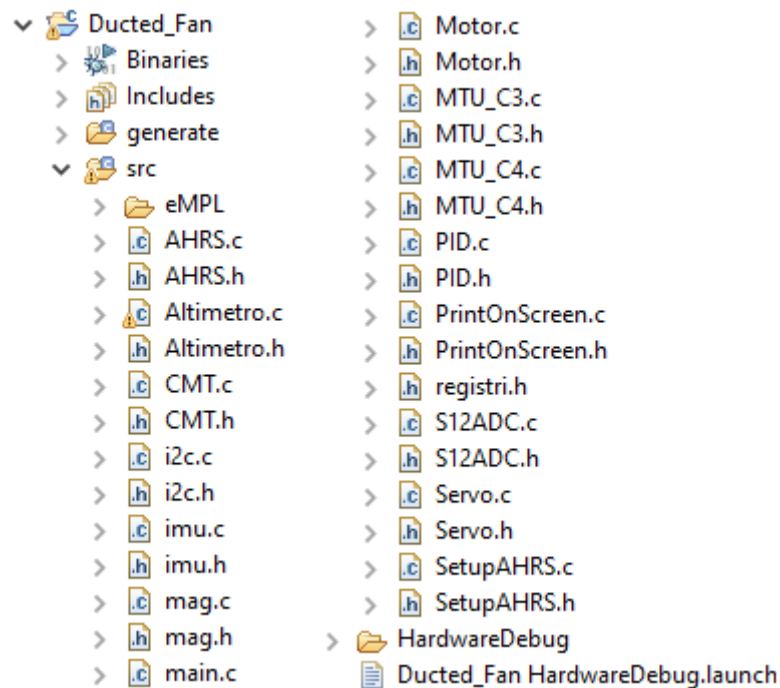 Ducted_Fan
Binaries
Includes
generate
src
eMPL
AHRS.c
AHRS.h
Altimetro.c
Altimetro.h
CMT.c
CMT.h
i2c.c
i2c.h
imu.c
imu.h
mag.c
mag.h
main.c
Motor.c
Motor.h
MTU_C3.c
MTU_C3.h
MTU_C4.c
MTU_C4.h
PID.c
PID.h
PrintOnScreen.c
PrintOnScreen.h
registri.h
S12ADC.c
S12ADC.h
Servo.c
Servo.h
SetupAHRS.c
SetupAHRS.h
HardwareDebug
Ducted_Fan HardwareDebug.launch